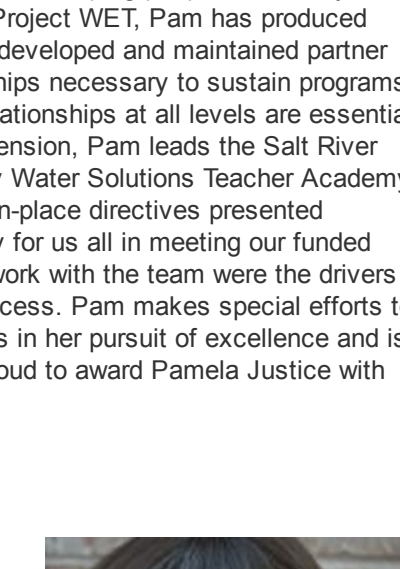 Project WET, Pam has produced
developed and maintained partner
hips necessary to sustain programs
ationships at all levels are essentia
ension, Pam leads the Salt River
y Water Solutions Teacher Academy
n-place directives presented
y for us all in meeting our funded
work with the team were the drivers
cess. Pam makes special efforts t
s in her pursuit of excellence and is
oud to award Pamela Justice with